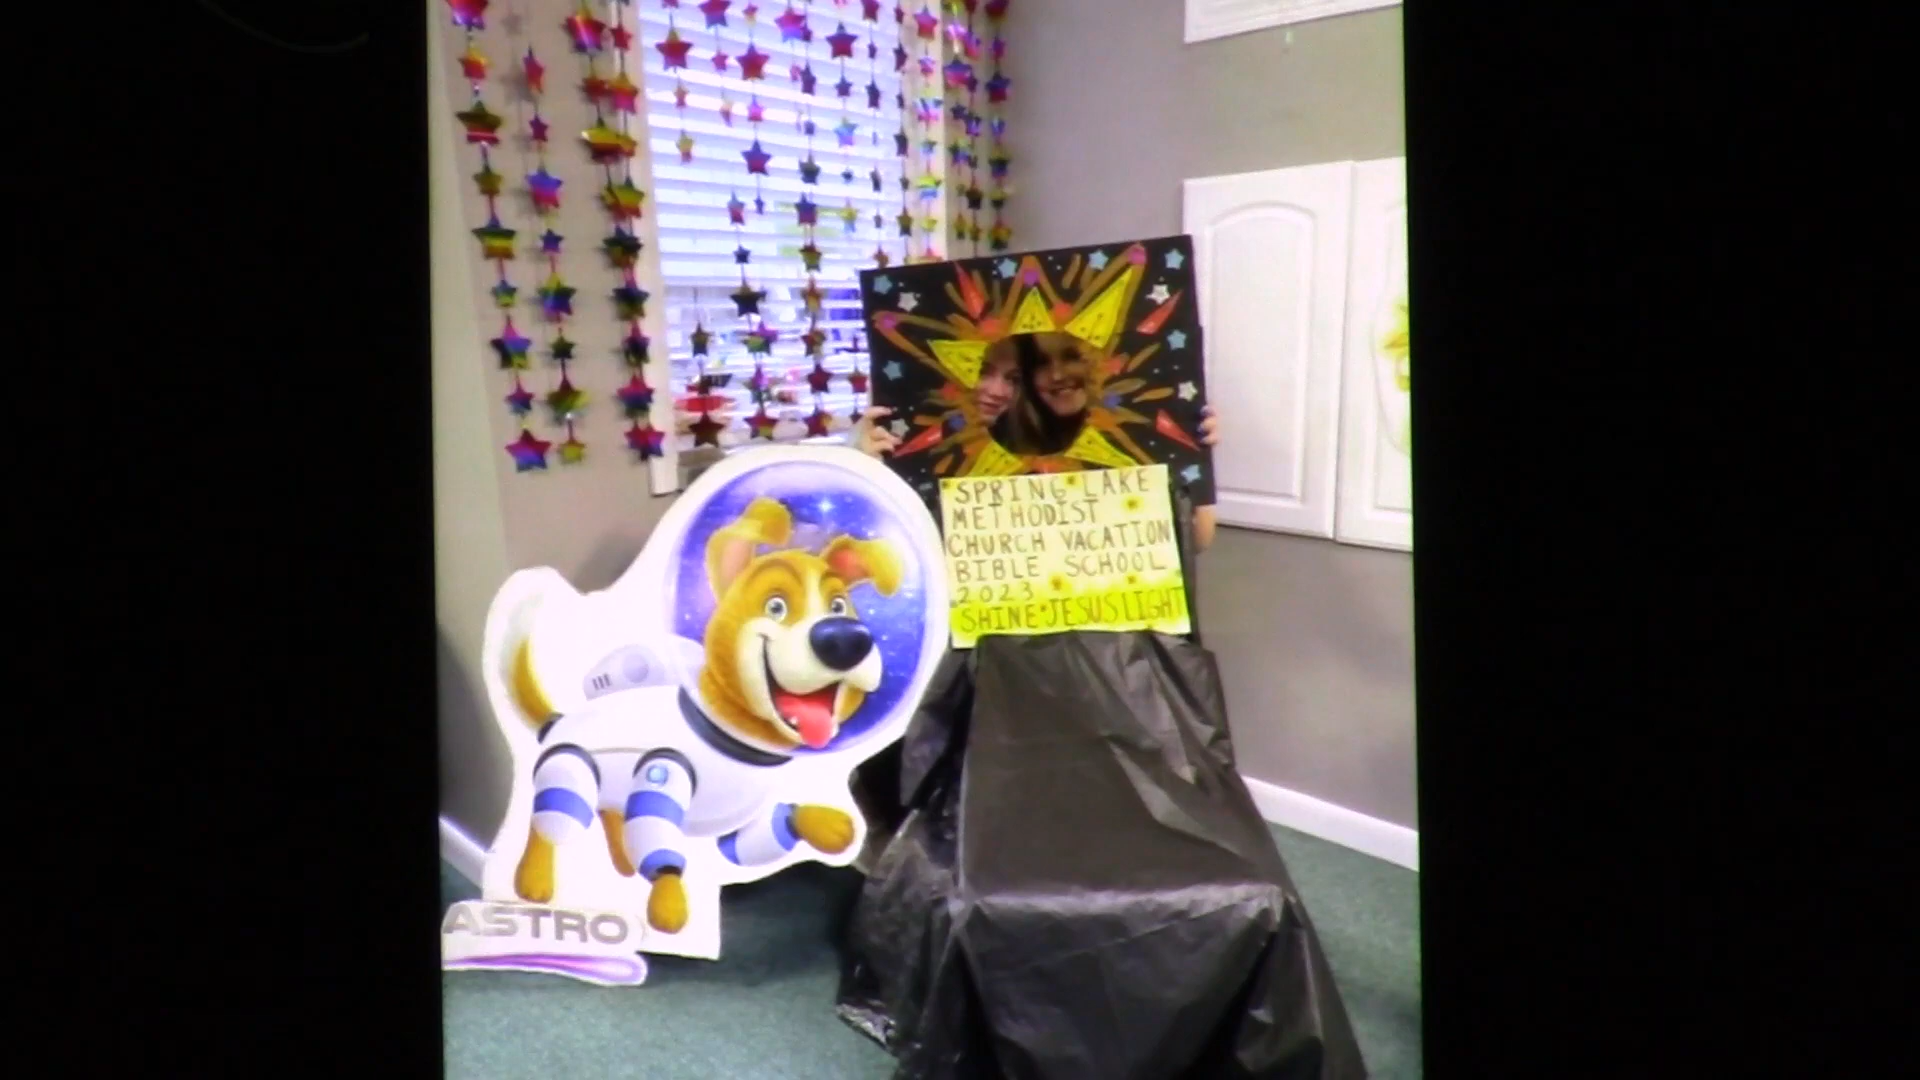 SPRING LAKE
METHODIST
CHURCH VACATION
BIBLE SCHOOL
2023
SHINE JESUS LIGHT
ASTRO